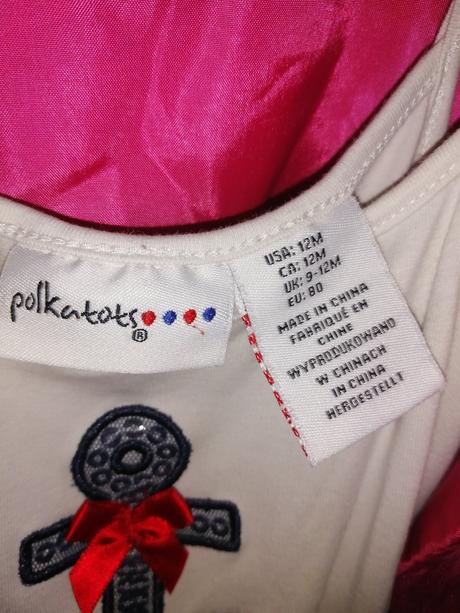 polkatots
®
USA: 12M
CA: 12M
UK: 9-12M
EU: 80
MADE IN CHINA
FABRIQUÉ EN
CHINE
WYPRODUKOWANO
W CHINACH
IN CHINA
HERGESTELLT